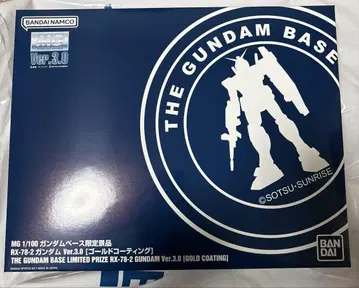 BANDAI NAMCO
MG
Ver.3.0
THE GUNDAM BASE
©SOTSU・SUNRISE
MG 1/100 ガンダムベース限定景品
RX-78-2 ガンダム Ver.3.0 [ゴールドコーティング]
THE GUNDAM BASE LIMITED PRIZE RX-78-2 GUNDAM Ver.3.0 [GOLD COATING]
BAN
DAI